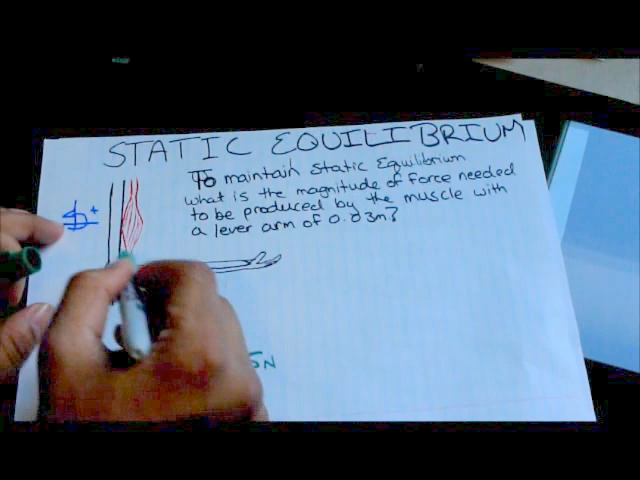 STATIC EQUILIBRIUM
To maintain static Equilibrium
what is the magnitude of force needed
to be produced by the muscle with
a lever arm of 0.03m?
+
5N